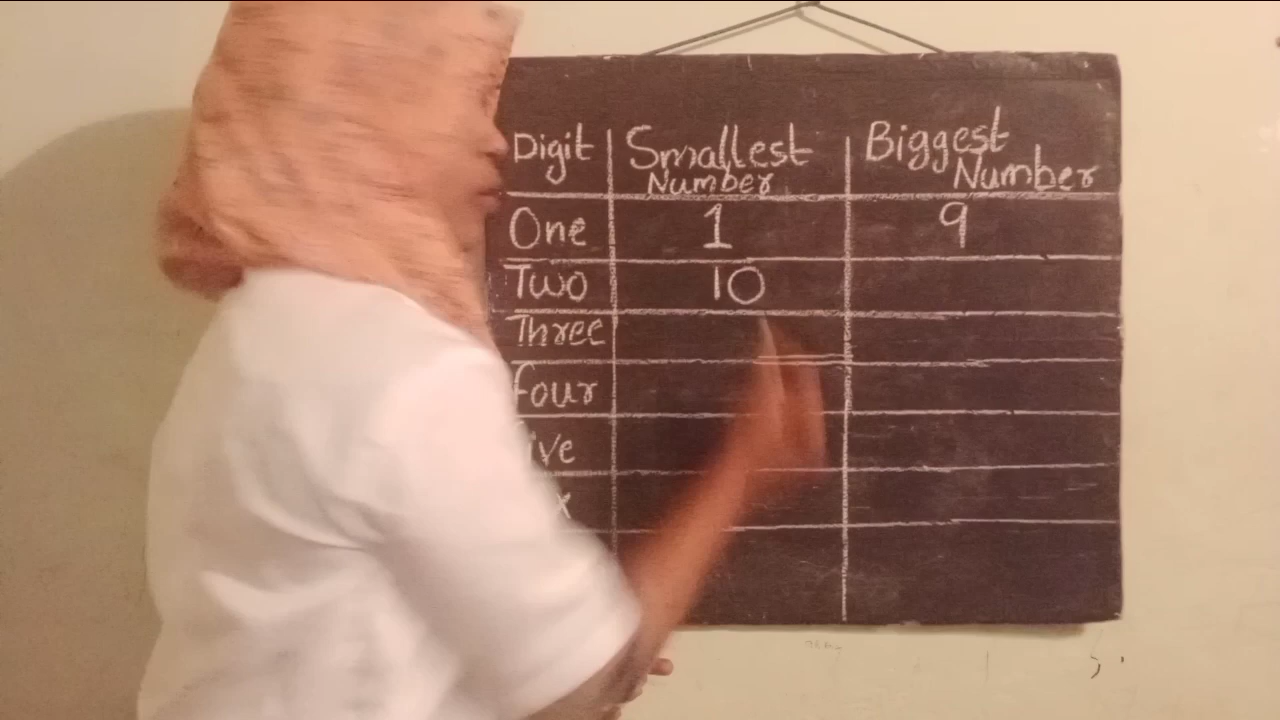 Digit Smallest Number Biggest Number
One 1 9
Two 10
Three
Four
ive
x